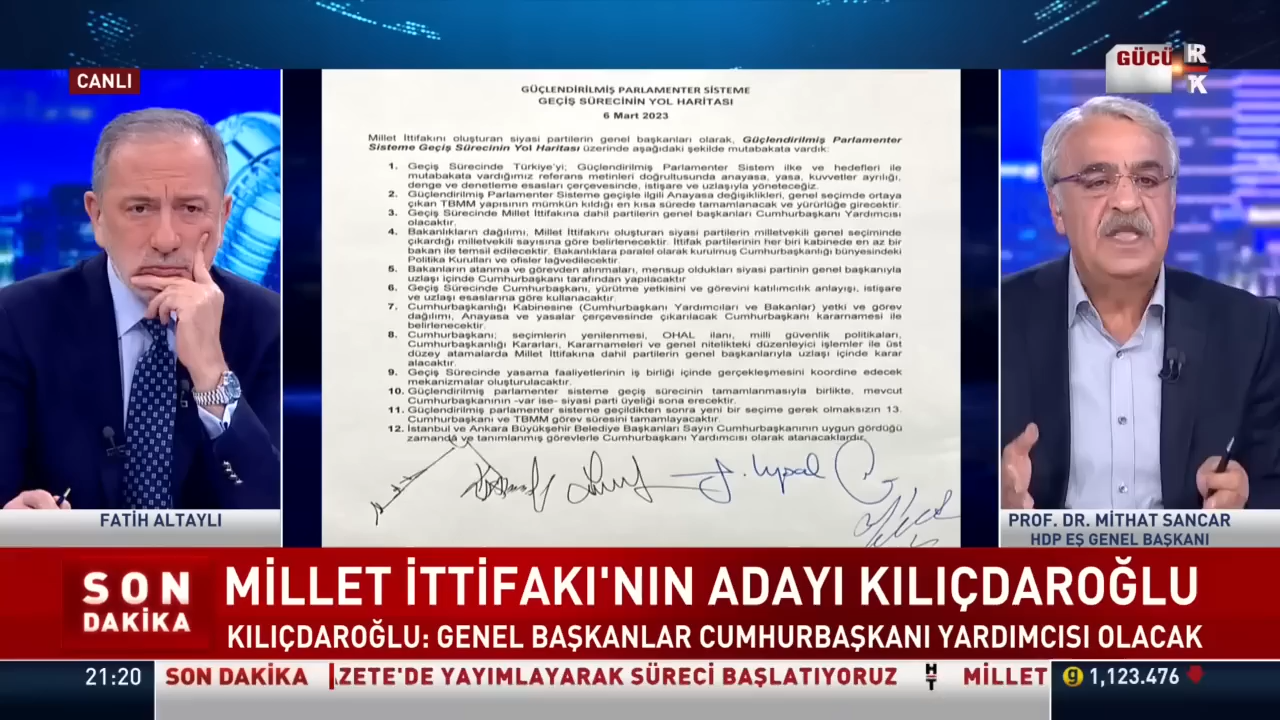 GÜCÜ
HRK
CANLI
GÜÇLENDİRİLMİŞ PARLAMENTER SİSTEME
GEÇİŞ SÜRECİNİN YOL HARİTASI
6 Mart 2023
Millet İttifakını oluşturan siyasi partilerin genel başkanları olarak, Güçlendirilmiş Parlamenter
Sisteme Geçiş Sürecinin Yol Haritası üzerinde aşağıdaki şekilde mutabakata vardık:
1. Geçiş Sürecinde Türkiye'yi; Güçlendirilmiş Parlamenter Sistem ilke ve hedefleri ile
mutabakata vardığımız referans metinleri doğrultusunda anayasa, yasa, kuvvetler ayrılığı,
denge ve denetleme esasları çerçevesinde, istişare ve uzlaşıyla yöneteceğiz.
2. Güçlendirilmiş Parlamenter Sisteme geçişle ilgili Anayasa değişiklikleri, genel seçimde ortaya
çıkan TBMM yapısının mümkün kıldığı en kısa sürede tamamlanacak ve yürürlüğe girecektir.
3. Geçiş Sürecinde Millet İttifakına dahil partilerin genel başkanları Cumhurbaşkanı Yardımcısı
olacaktır.
4. Bakanlıkların dağılımı, Millet İttifakını oluşturan siyasi partilerin milletvekili genel seçiminde
çıkardığı milletvekili sayısına göre belirlenecektir. İttifak partilerinin her biri kabinede en az bir
bakan ile temsil edilecektir. Bakanlıklara paralel olarak kurulmuş Cumhurbaşkanlığı bünyesindeki
Politika Kurulları ve ofisler lağvedilecektir.
5. Bakanların atanma ve görevden alınmaları, mensup oldukları siyasi partinin genel başkanıyla
uzlaşı içinde Cumhurbaşkanı tarafından yapılacaktır
6. Geçiş Sürecinde Cumhurbaşkanı, yürütme yetkisini ve görevini katılımcılık anlayışı, istişare
ve uzlaşı esaslarına göre kullanacaktır.
7. Cumhurbaşkanlığı Kabinesine (Cumhurbaşkanı Yardımcıları ve Bakanlar) yetki ve görev
dağılımı, Anayasa ve yasalar çerçevesinde çıkarılacak Cumhurbaşkanı kararnamesi ile
belirlenecektir.
8. Cumhurbaşkanı; seçimlerin yenilenmesi, OHAL ilanı, milli güvenlik politikaları,
Cumhurbaşkanlığı Kararları, Kararnameleri ve genel nitelikteki düzenleyici işlemler ile üst
düzey atamalarda Millet İttifakına dahil partilerin genel başkanlarıyla uzlaşı içinde karar
alacaktır.
9. Geçiş Sürecinde yasama faaliyetlerinin iş birliği içinde gerçekleşmesini koordine edecek
mekanizmalar oluşturulacaktır.
10. Güçlendirilmiş parlamenter sisteme geçiş sürecinin tamamlanmasıyla birlikte, mevcut
Cumhurbaşkanının -var ise- siyasi parti üyeliği sona erecektir.
11. Güçlendirilmiş parlamenter sisteme geçildikten sonra yeni bir seçime gerek olmaksızın 13.
Cumhurbaşkanı ve TBMM görev süresini tamamlayacaktır.
12. İstanbul ve Ankara Büyükşehir Belediye Başkanları Sayın Cumhurbaşkanının uygun gördüğü
zamanda ve tanımlanmış görevlerle Cumhurbaşkanı Yardımcısı olarak atanacaklardır.
FATİH ALTAYLI
PROF. DR. MİTHAT SANCAR
HDP EŞ GENEL BAŞKANI
SON DAKİKA
MİLLET İTTİFAKI'NIN ADAYI KILIÇDAROĞLU
KILIÇDAROĞLU: GENEL BAŞKANLAR CUMHURBAŞKANI YARDIMCISI OLACAK
21:20 SON DAKİKA ZETE'DE YAYIMLAYARAK SÜRECİ BAŞLATIYORUZ HT MİLLET 1,123.476